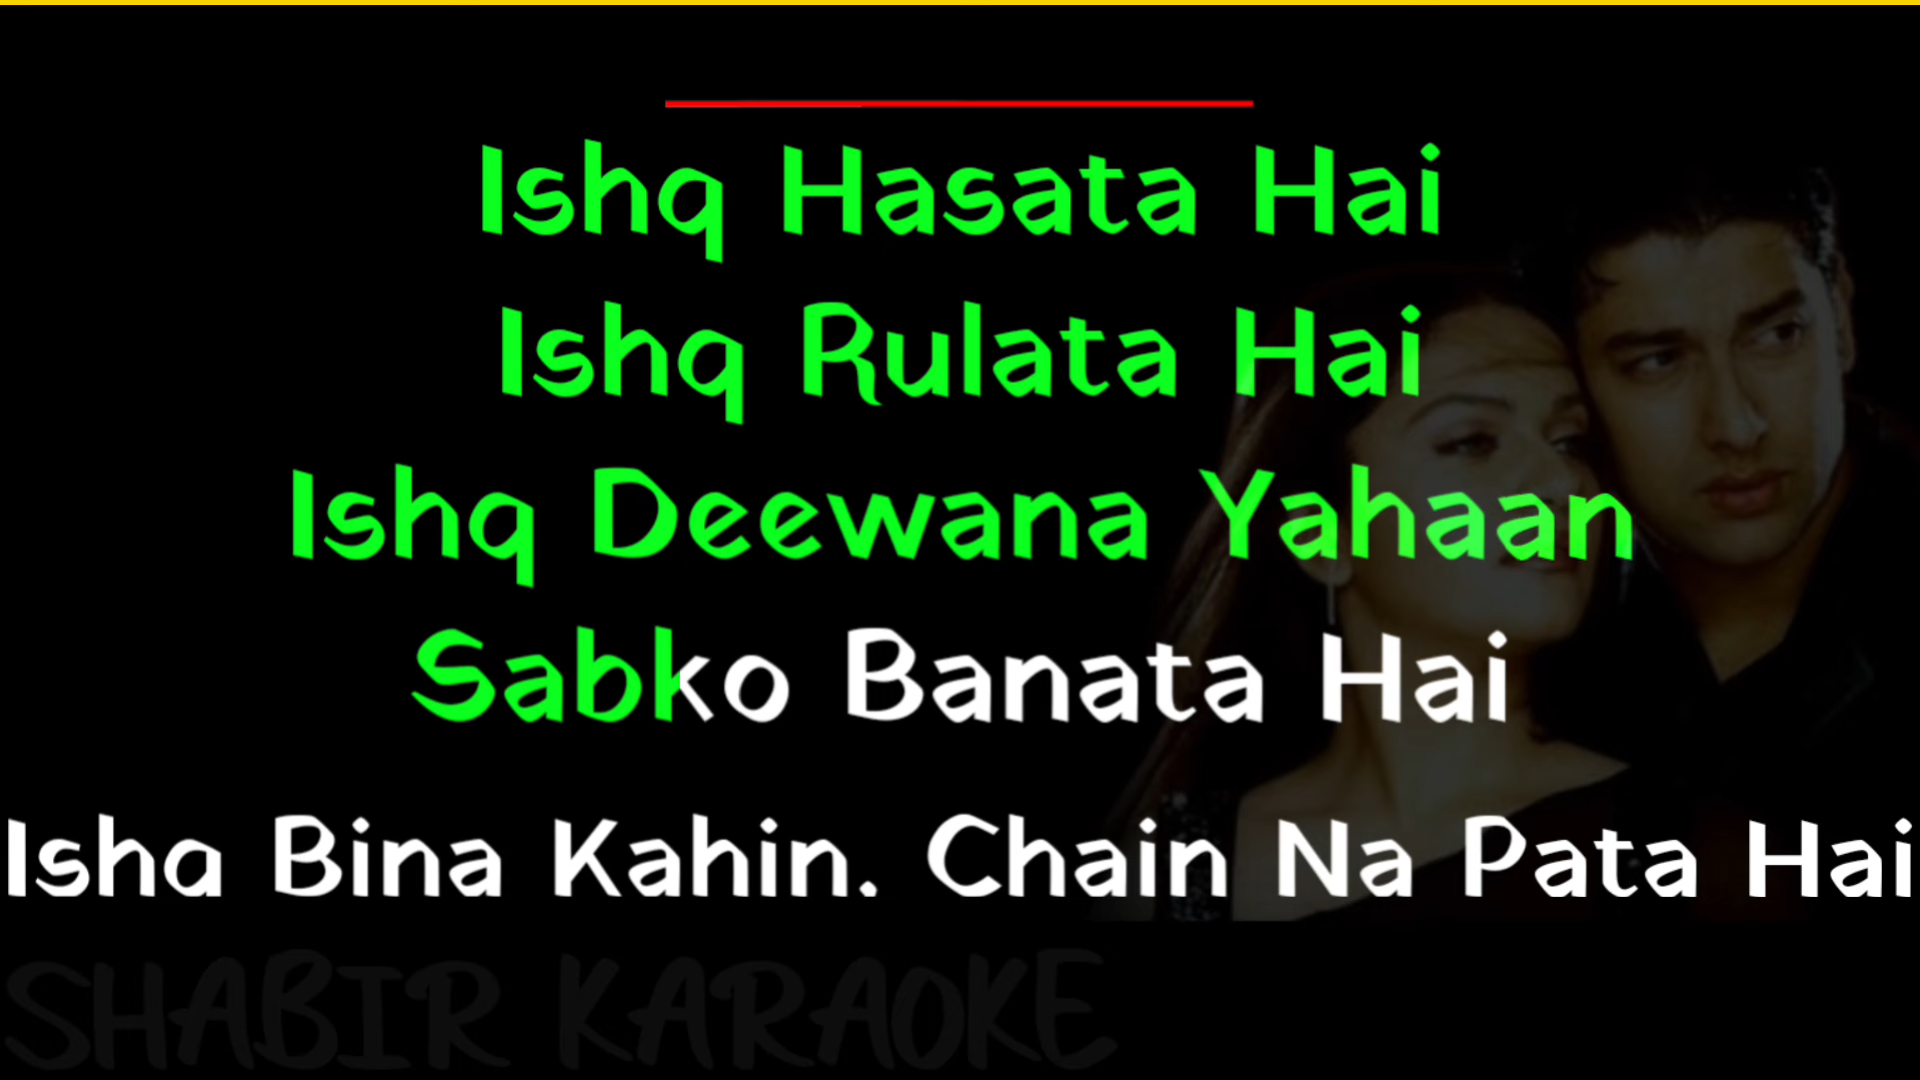 Ishq Hasata Hai
Ishq Rulata Hai
Ishq Deewana Yahaan
Sabko Banata Hai
Ishq Bina Kahin. Chain Na Pata Hai
SHABIR KARAOKE